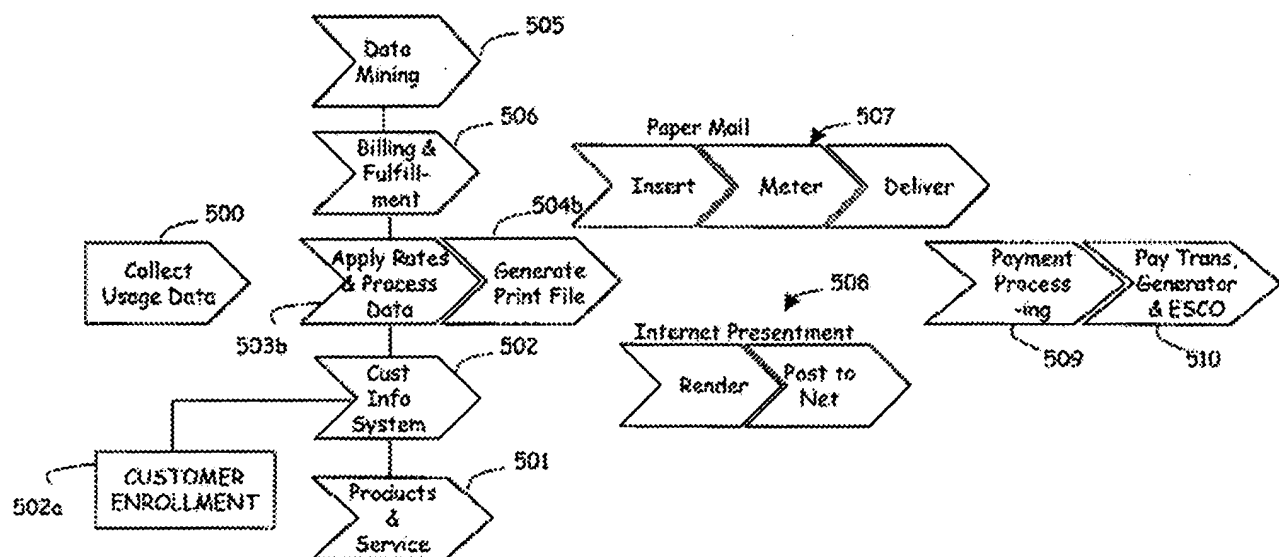 505
Data
Mining
506
Billing &
Fulfill-
ment
Paper Mail
507
Insert
Meter
Deliver
500
Collect
Usage Data
504b
Apply Rates
& Process
Data
Generate
Print File
503b
Payment
Process
-ing
Pay Trans,
Generator
& ESCO
509
510
508
Internet Presentment
Render
Post to
Net
502
Cust
Info
System
CUSTOMER
ENROLLMENT
502a
501
Products
&
Service